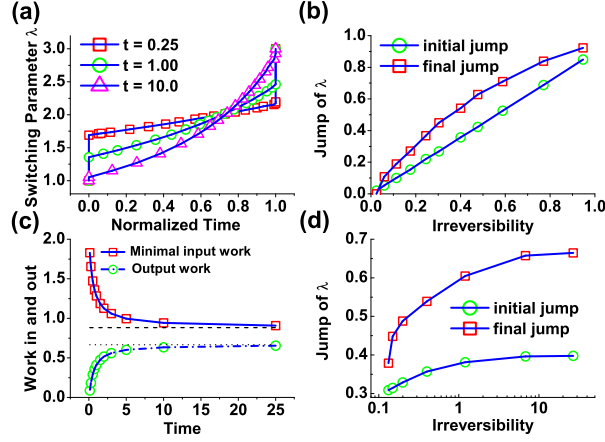 (a)
Switching Parameter λ
3.0
2.5
2.0
1.5
1.0
t = 0.25
t = 1.00
t = 10.0
0.0 0.2 0.4 0.6 0.8 1.0
Normalized Time
(b)
Jump of λ
1.0
0.8
0.6
0.4
0.2
0.0
initial jump
final jump
0.0 0.2 0.4 0.6 0.8 1.0
Irreversibility
(c)
Work in and out
2.0
1.5
1.0
0.5
0.0
Minimal input work
Output work
0 5 10 15 20 25
Time
(d)
Jump of λ
0.7
0.6
0.5
0.4
0.3
initial jump
final jump
0.1 1 10
Irreversibility